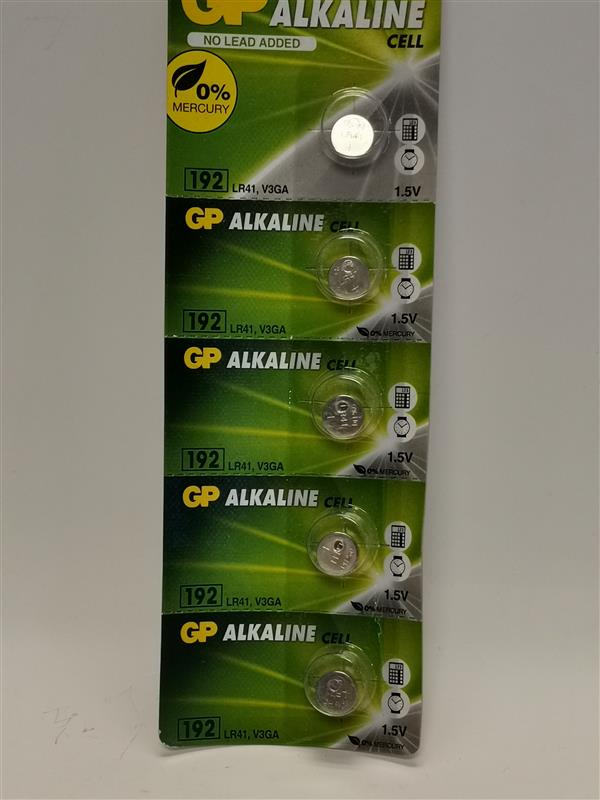 GP ALKALINE
CELL
NO LEAD ADDED
0%
MERCURY
192 LR41, V3GA
1.5V
GP ALKALINE CELL
192 LR41, V3GA
1.5V
0% MERCURY
GP ALKALINE CELL
192 LR41, V3GA
1.5V
0% MERCURY
GP ALKALINE CELL
192 LR41, V3GA
1.5V
0% MERCURY
GP ALKALINE CELL
192 LR41, V3GA
1.5V
0% MERCURY